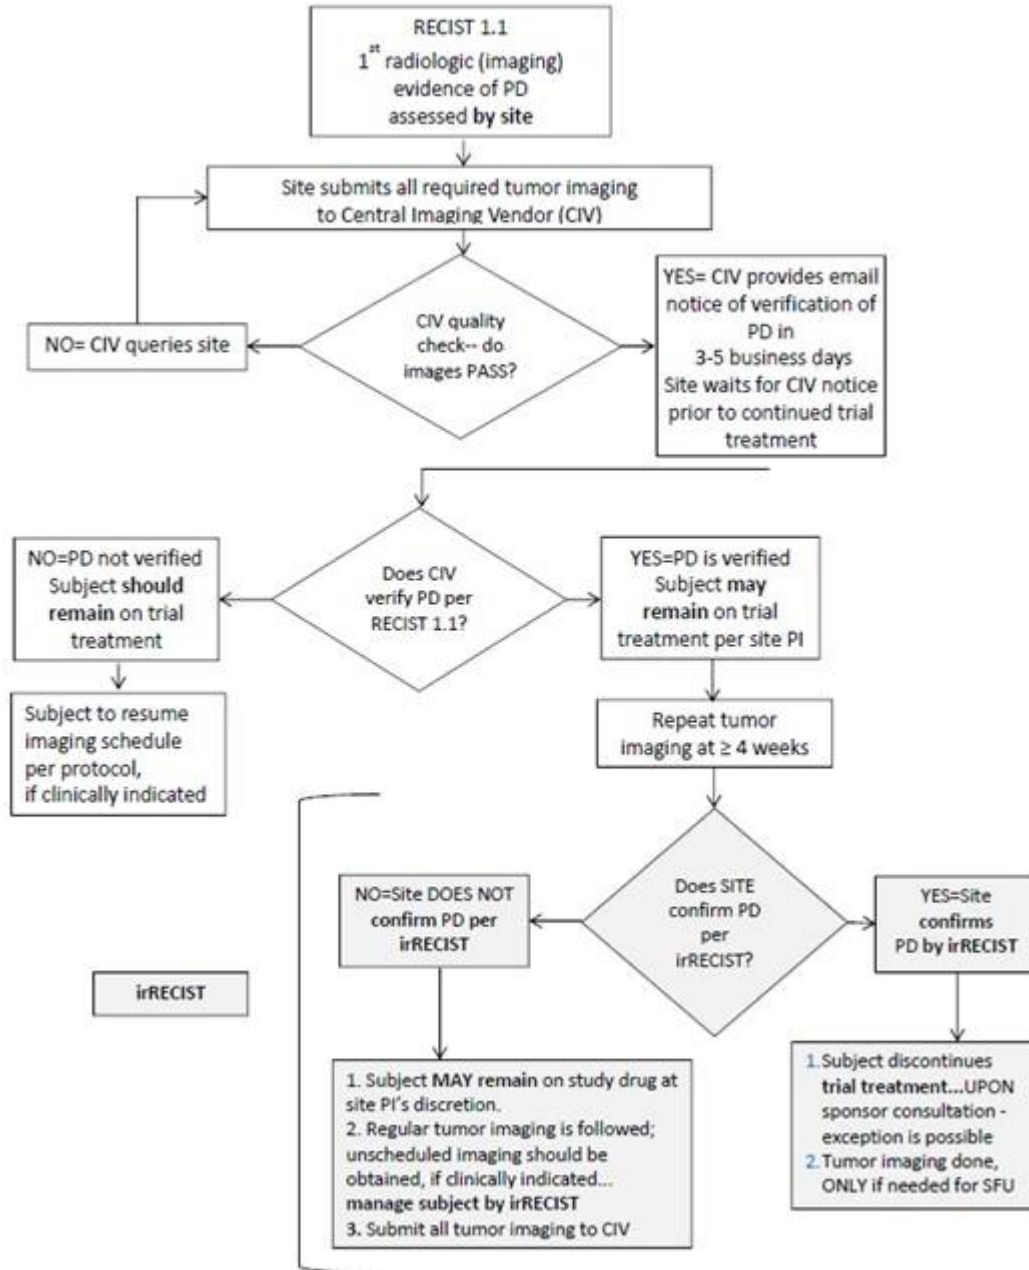 RECIST 1.1
1st radiologic (imaging)
evidence of PD
assessed by site
Site submits all required tumor imaging
to Central Imaging Vendor (CIV)
CIV quality
check-- do
images PASS?
NO= CIV queries site
YES= CIV provides email
notice of verification of
PD in
3-5 business days
Site waits for CIV notice
prior to continued trial
treatment
Does CIV
verify PD per
RECIST 1.1?
NO=PD not verified
Subject should
remain on trial
treatment
YES=PD is verified
Subject may
remain on trial
treatment per site PI
Subject to resume
imaging schedule
per protocol,
if clinically indicated
Repeat tumor
imaging at ≥ 4 weeks
Does SITE
confirm PD
per
irRECIST?
NO=Site DOES NOT
confirm PD per
irRECIST
YES=Site
confirms
PD by irRECIST
irRECIST
1. Subject MAY remain on study drug at
site PI's discretion.
2. Regular tumor imaging is followed;
unscheduled imaging should be
obtained, if clinically indicated...
manage subject by irRECIST
3. Submit all tumor imaging to CIV
1. Subject discontinues
trial treatment...UPON
sponsor consultation -
exception is possible
2. Tumor imaging done,
ONLY if needed for SFU